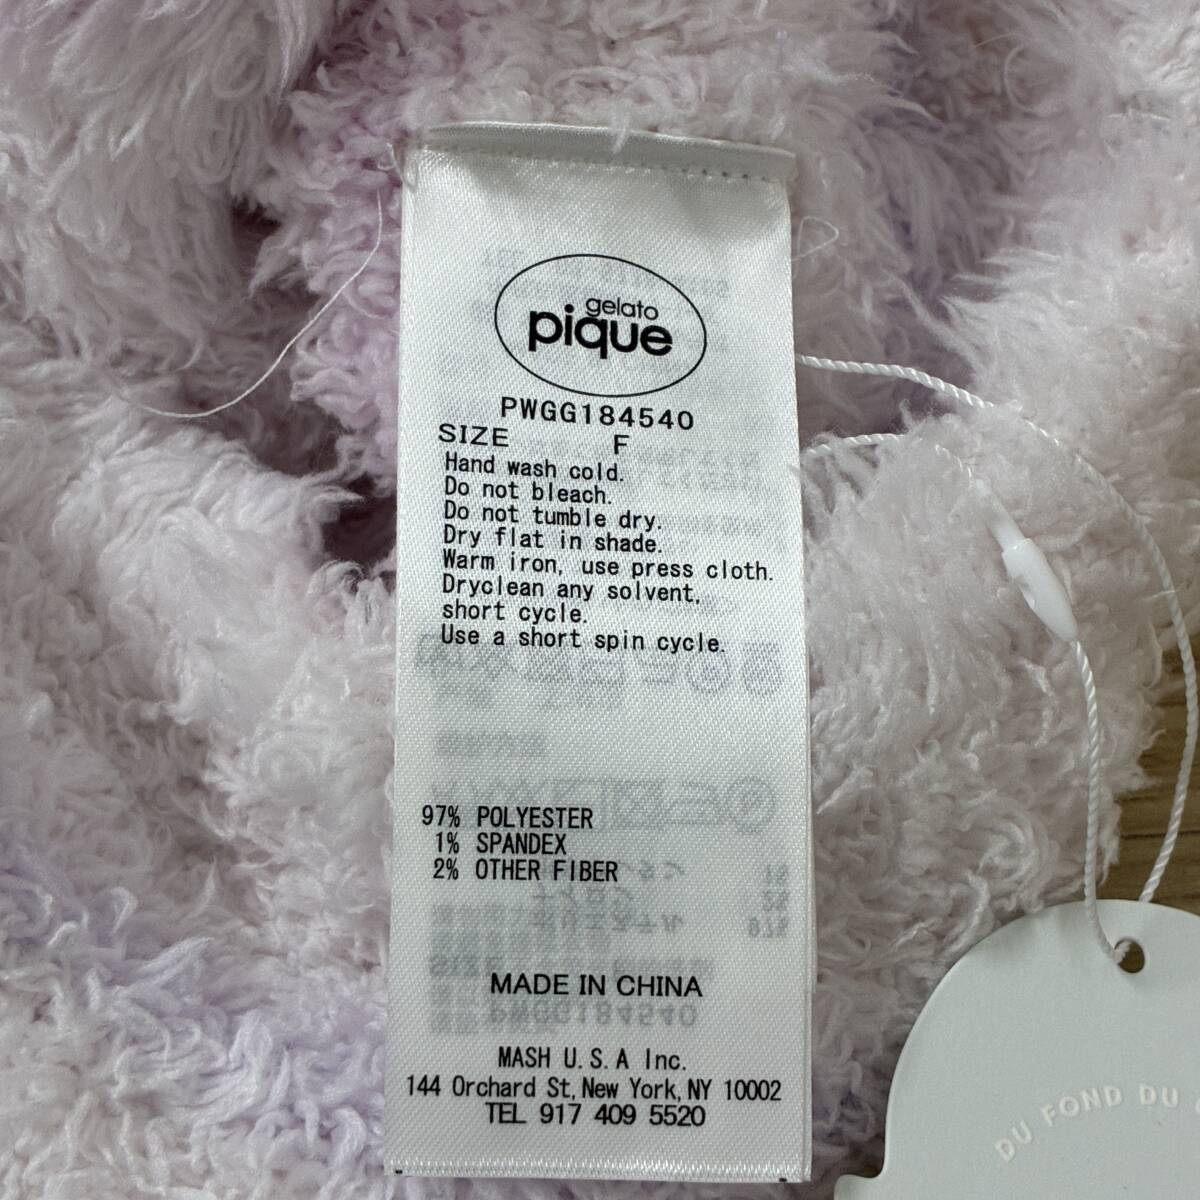 gelato
pique
PWGG184540
SIZE F
Hand wash cold.
Do not bleach.
Do not tumble dry.
Dry flat in shade.
Warm iron, use press cloth.
Dryclean any solvent,
short cycle.
Use a short spin cycle.
97% POLYESTER
1% SPANDEX
2% OTHER FIBER
MADE IN CHINA
MASH U.S.A Inc.
144 Orchard St, New York, NY 10002
TEL 917 409 5520
DU FOND DU